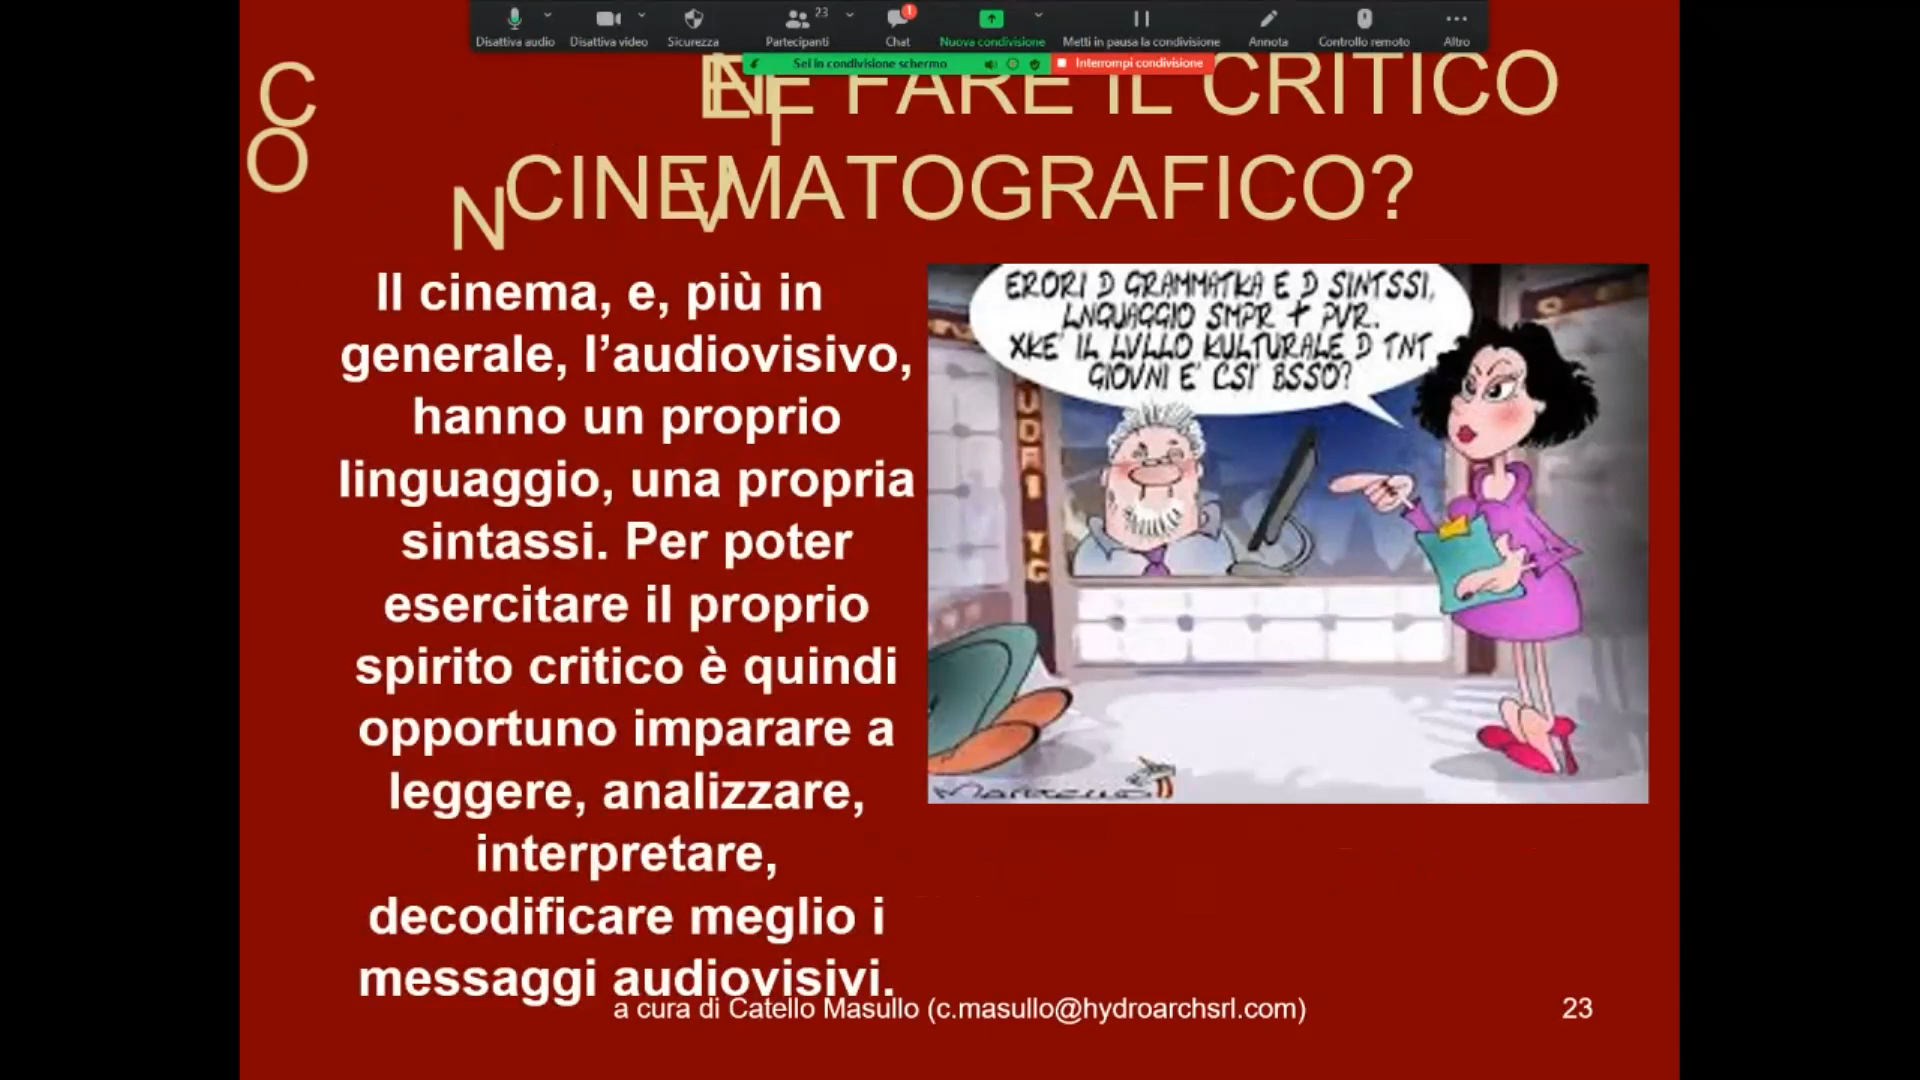 Disattiva audio
Disattiva video
Sicurezza
Partecipanti
23
Chat
1
Nuova condivisione
Metti in pausa la condivisione
Annota
Controllo remoto
Altro
Sei in condivisione schermo
Interrompi condivisione
C
O
N
V
E
N
I
E FARE IL CRITICO
CINEMATOGRAFICO?
Il cinema, e, più in
generale, l’audiovisivo,
hanno un proprio
linguaggio, una propria
sintassi. Per poter
esercitare il proprio
spirito critico è quindi
opportuno imparare a
leggere, analizzare,
interpretare,
decodificare meglio i
messaggi audiovisivi.
ERORI D GRAMMATKA E D SINTSSI,
LNQUAGGIO SMPR + PVR.
XKE' IL LVLLO KULTURALE D TNT
GIOVNI E' CSI' BSSO?
a cura di Catello Masullo (c.masullo@hydroarchsrl.com)
23